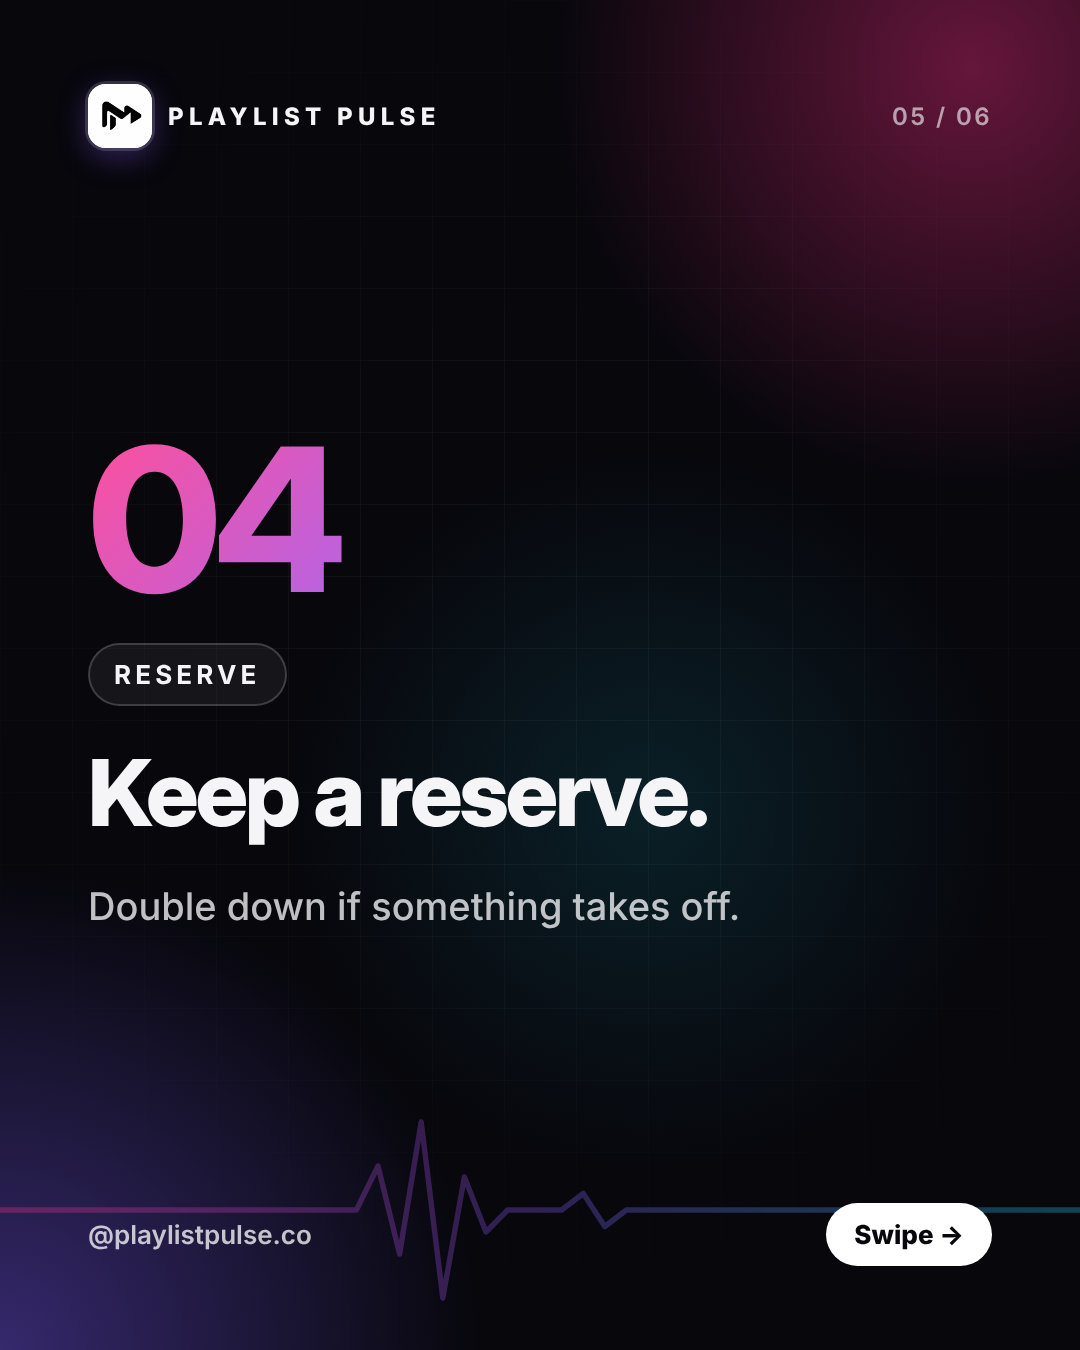 PLAYLIST PULSE
05 / 06
04
RESERVE
Keep a reserve.
Double down if something takes off.
@playlistpulse.co
Swipe →